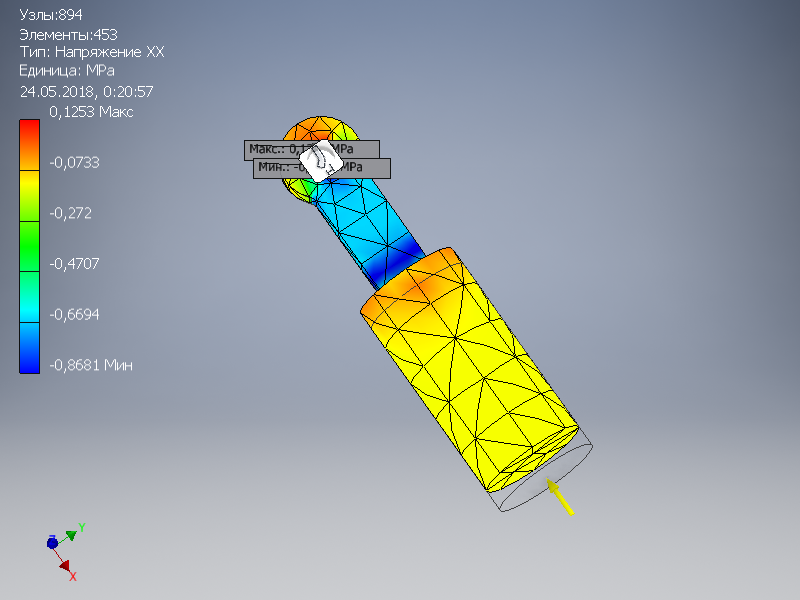 Узлы:894
Элементы:453
Тип: Напряжение XX
Единица: MPa
24.05.2018, 0:20:57
0,1253 Макс
-0,0733
-0,272
-0,4707
-0,6694
-0,8681 Мин
Макс.: MPa
Мин.: MPa
Z
Y
X